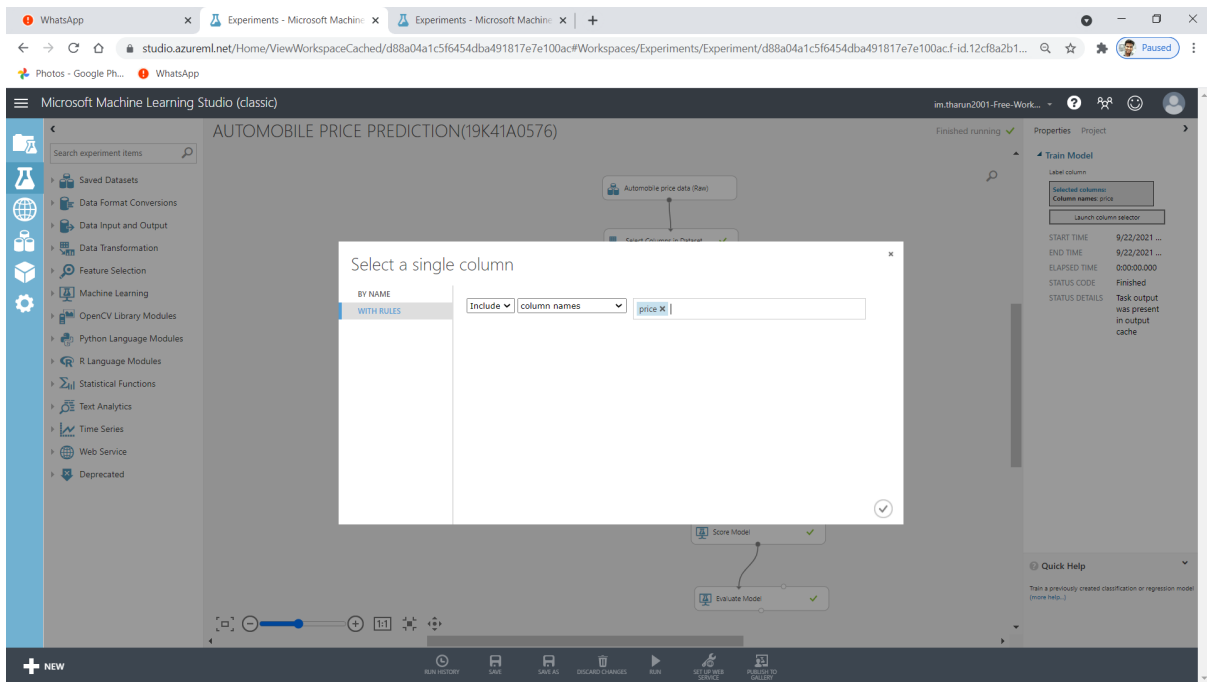 WhatsApp
Experiments - Microsoft Machine
Experiments - Microsoft Machine
studio.azureml.net/Home/ViewWorkspaceCached/d88a04a1c5f6454dba491817e7e100ac#Workspaces/Experiments/Experiment/d88a04a1c5f6454dba491817e7e100ac.f-id.12cf8a2b1...
Paused
Photos - Google Ph...
WhatsApp
Microsoft Machine Learning Studio (classic)
im.tharun2001-Free-Work...
AUTOMOBILE PRICE PREDICTION(19K41A0576)
Finished running
Properties Project
Search experiment items
Saved Datasets
Data Format Conversions
Data Input and Output
Data Transformation
Feature Selection
Machine Learning
OpenCV Library Modules
Python Language Modules
R Language Modules
Statistical Functions
Text Analytics
Time Series
Web Service
Deprecated
Automobile price data (Raw)
Select Columns in Dataset
Select a single column
BY NAME
WITH RULES
Include column names price
Score Model
Evaluate Model
1:1
Train Model
Label column
Selected columns:
Column names: price
Launch column selector
START TIME 9/22/2021 ...
END TIME 9/22/2021 ...
ELAPSED TIME 0:00:00.000
STATUS CODE Finished
STATUS DETAILS Task output
was present
in output
cache
Quick Help
Train a previously created classification or regression model
(more help...)
NEW
RUN HISTORY
SAVE
SAVE AS
DISCARD CHANGES
RUN
SET UP WEB
SERVICE
PUBLISH TO
GALLERY